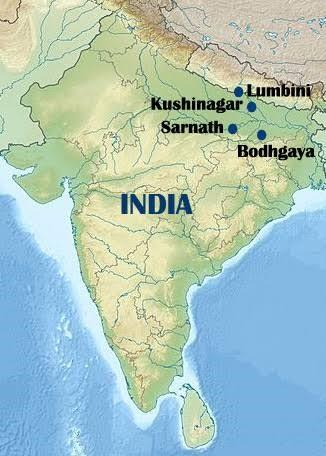 Lumbini
Kushinagar
Sarnath
Bodhgaya
INDIA